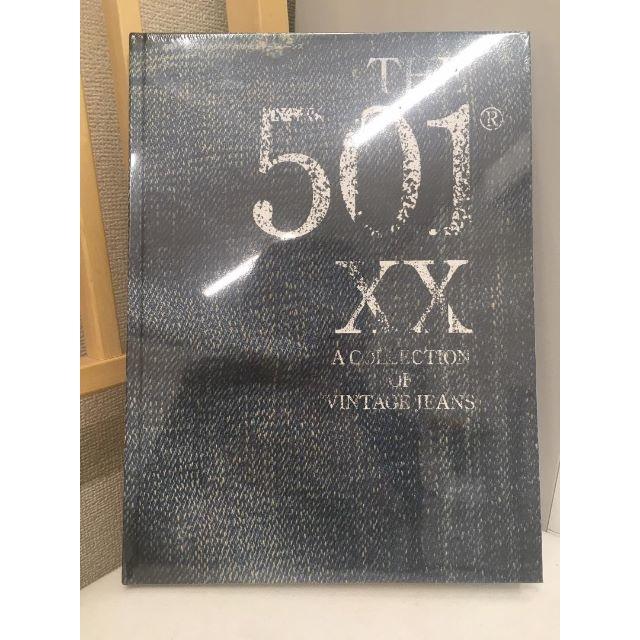 THE
501®
XX
A COLLECTION
OF
VINTAGE JEANS